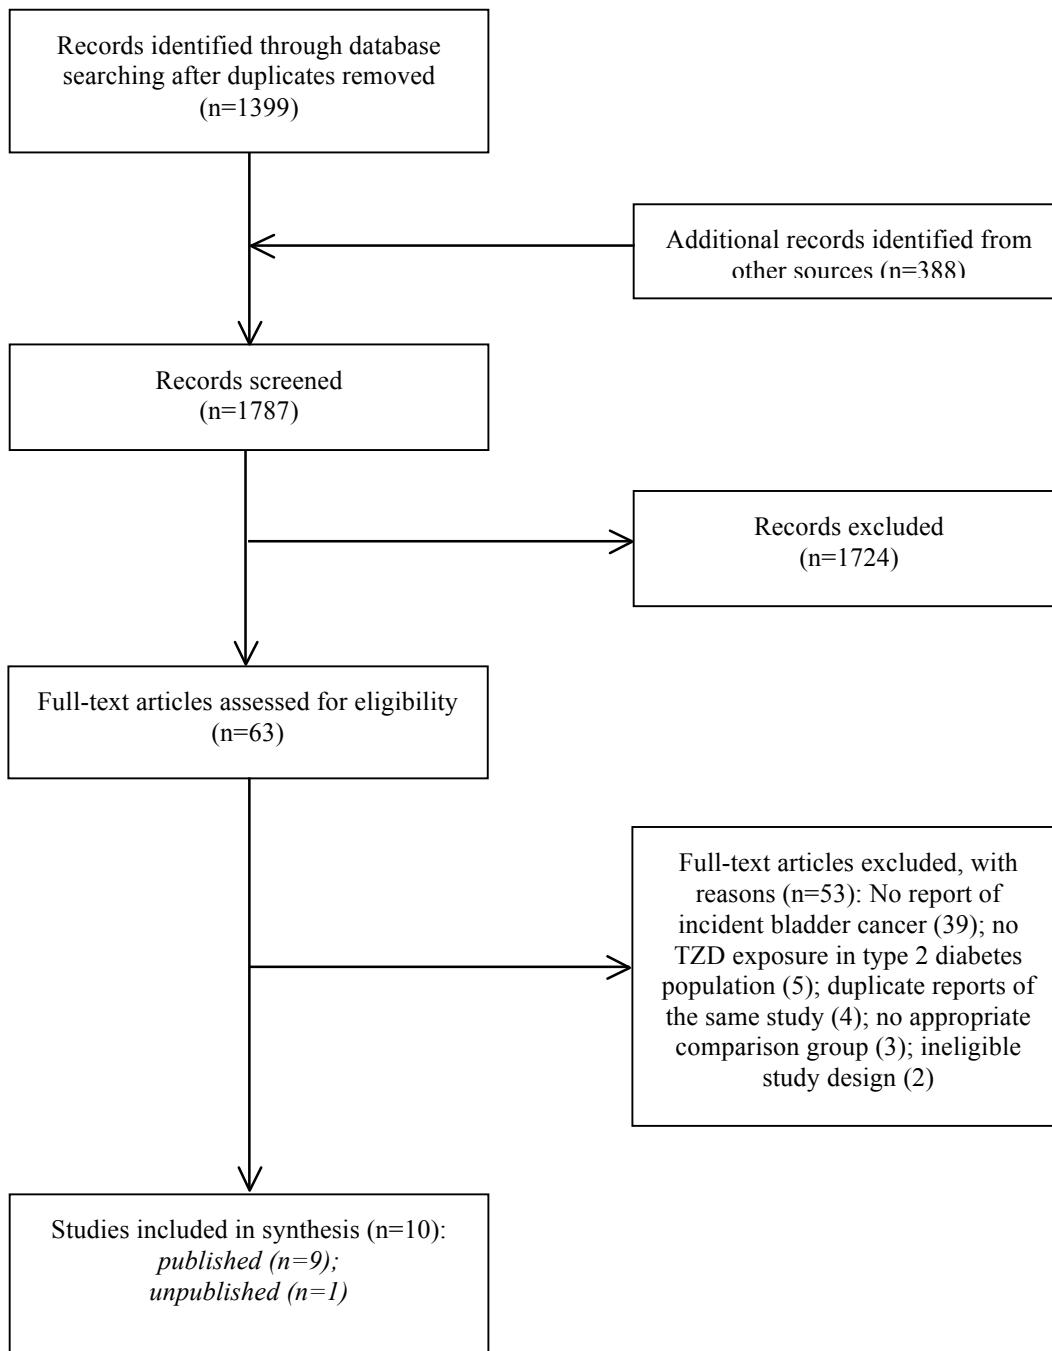 Records identified through database
searching after duplicates removed
(n=1399)
Additional records identified from
other sources (n=388)
Records screened
(n=1787)
Records excluded
(n=1724)
Full-text articles assessed for eligibility
(n=63)
Full-text articles excluded, with
reasons (n=53): No report of
incident bladder cancer (39); no
TZD exposure in type 2 diabetes
population (5); duplicate reports of
the same study (4); no appropriate
comparison group (3); ineligible
study design (2)
Studies included in synthesis (n=10):
published (n=9);
unpublished (n=1)